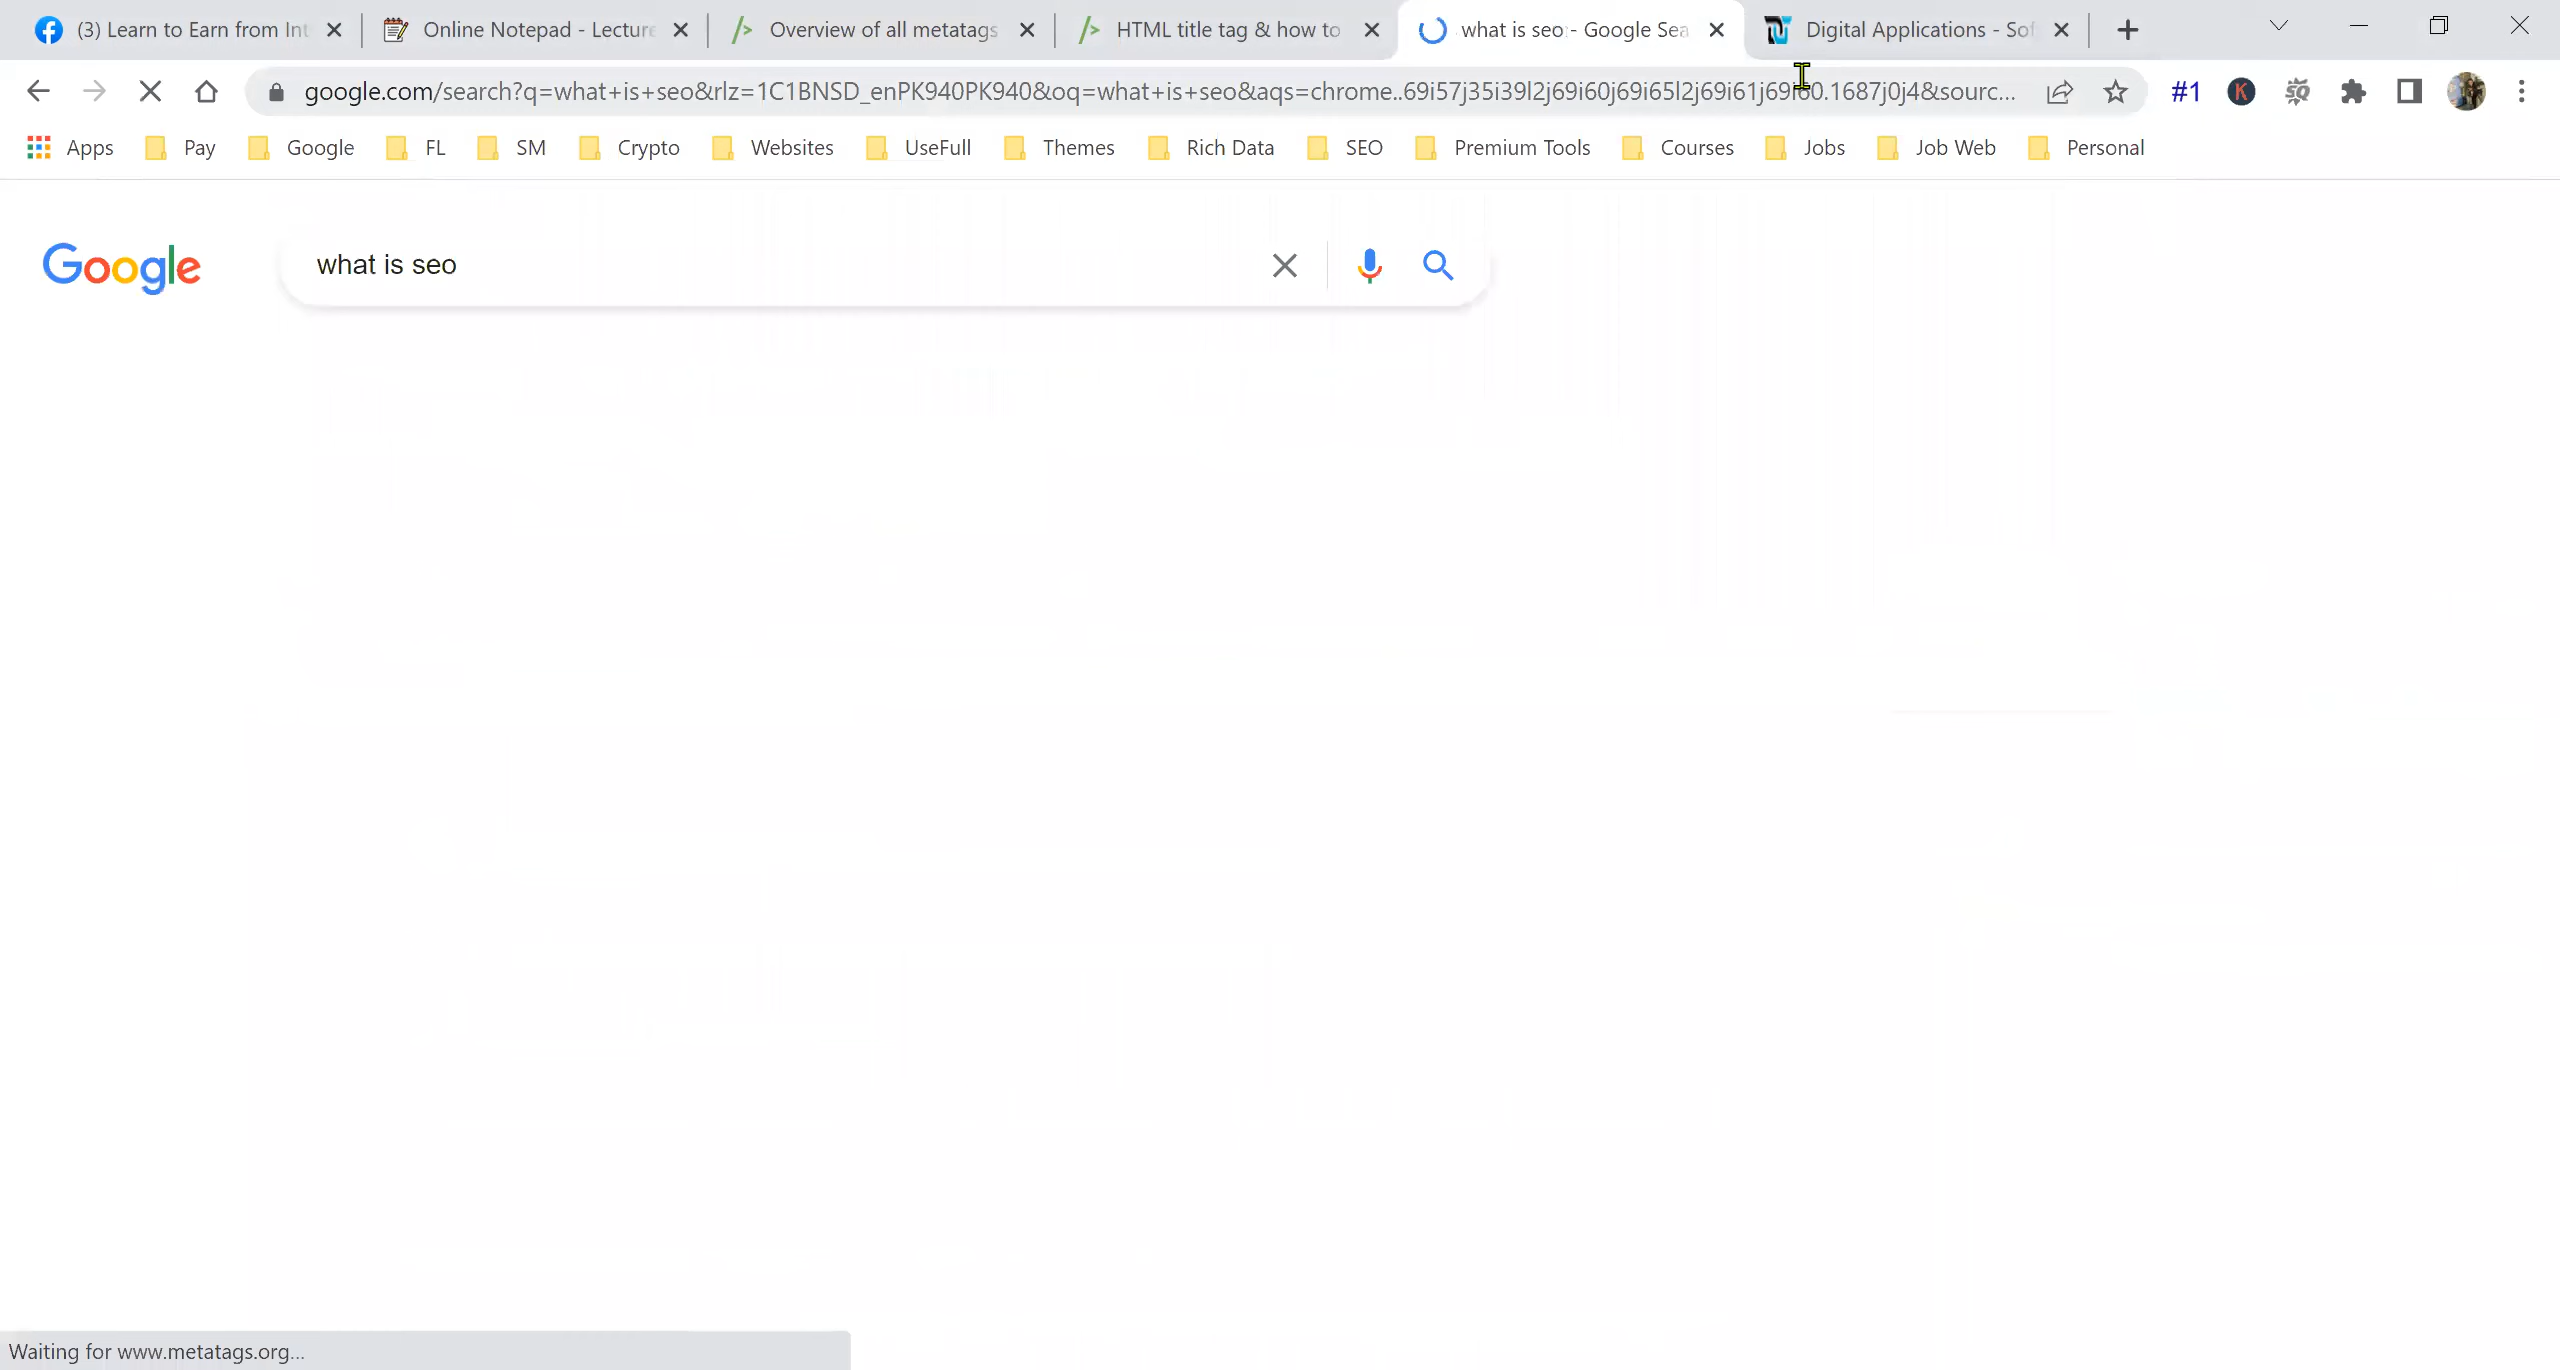 (3) Learn to Earn from Int
Online Notepad - Lecture
Overview of all metatags
HTML title tag & how to
what is seo - Google Sea
Digital Applications - Sof
google.com/search?q=what+is+seo&rlz=1C1BNSD_enPK940PK940&oq=what+is+seo&aqs=chrome..69i57j35i39l2j69i60j69i65l2j69i61j69i60.1687j0j4&sourc...
#1
K
SQ
Apps
Pay
Google
FL
SM
Crypto
Websites
UseFull
Themes
Rich Data
SEO
Premium Tools
Courses
Jobs
Job Web
Personal
Google
what is seo
Waiting for www.metatags.org...